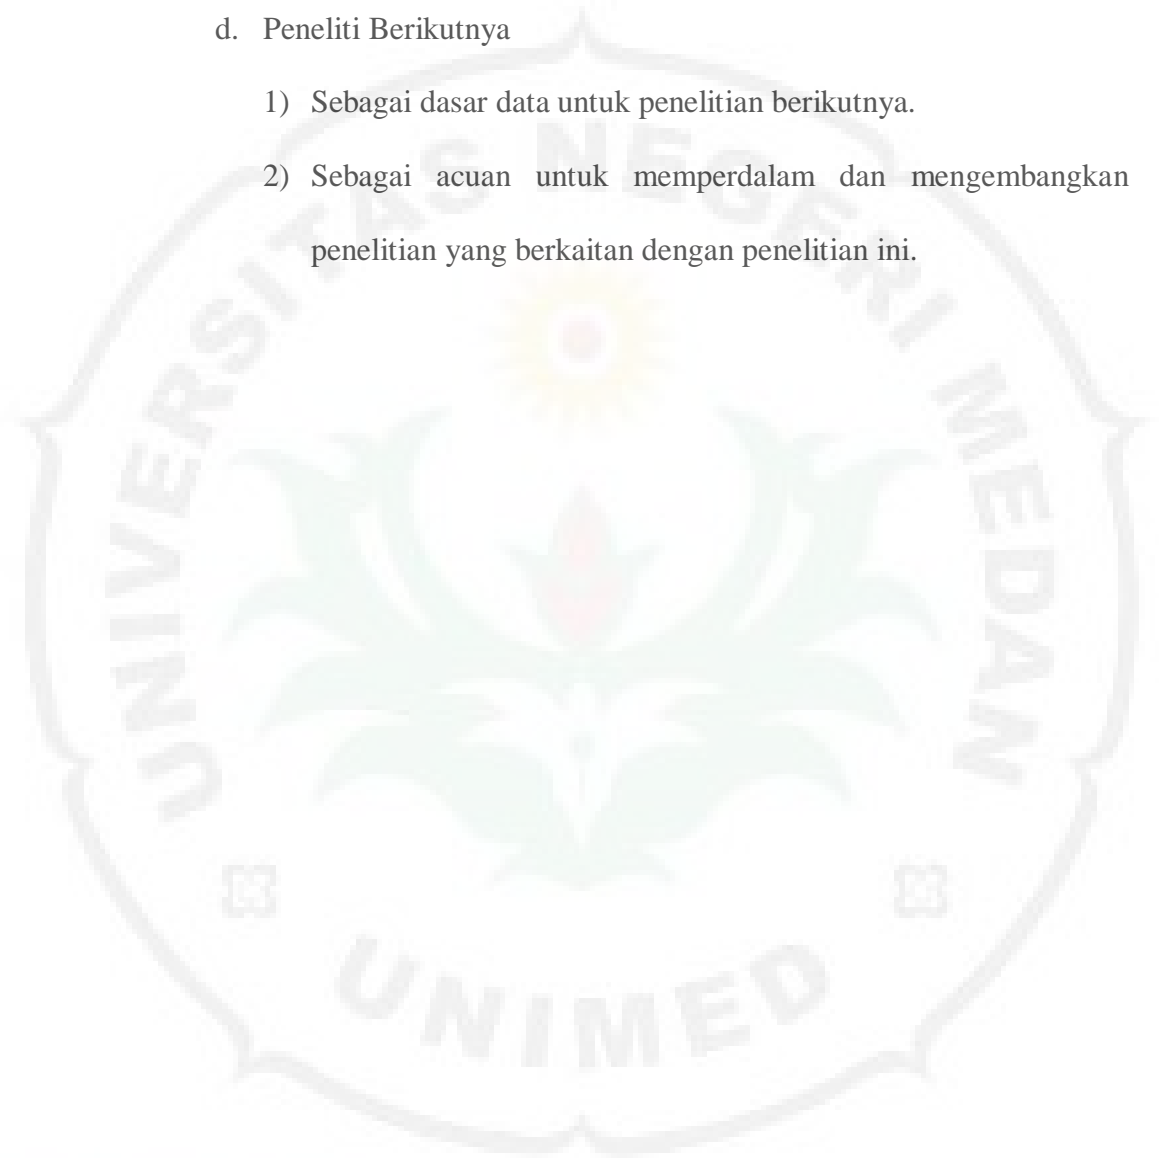 d. Peneliti Berikutnya
1) Sebagai dasar data untuk penelitian berikutnya.
2) Sebagai acuan untuk memperdalam dan mengembangkan
penelitian yang berkaitan dengan penelitian ini.
UNIVERSITAS NEGERI MEDAN
UNIMED